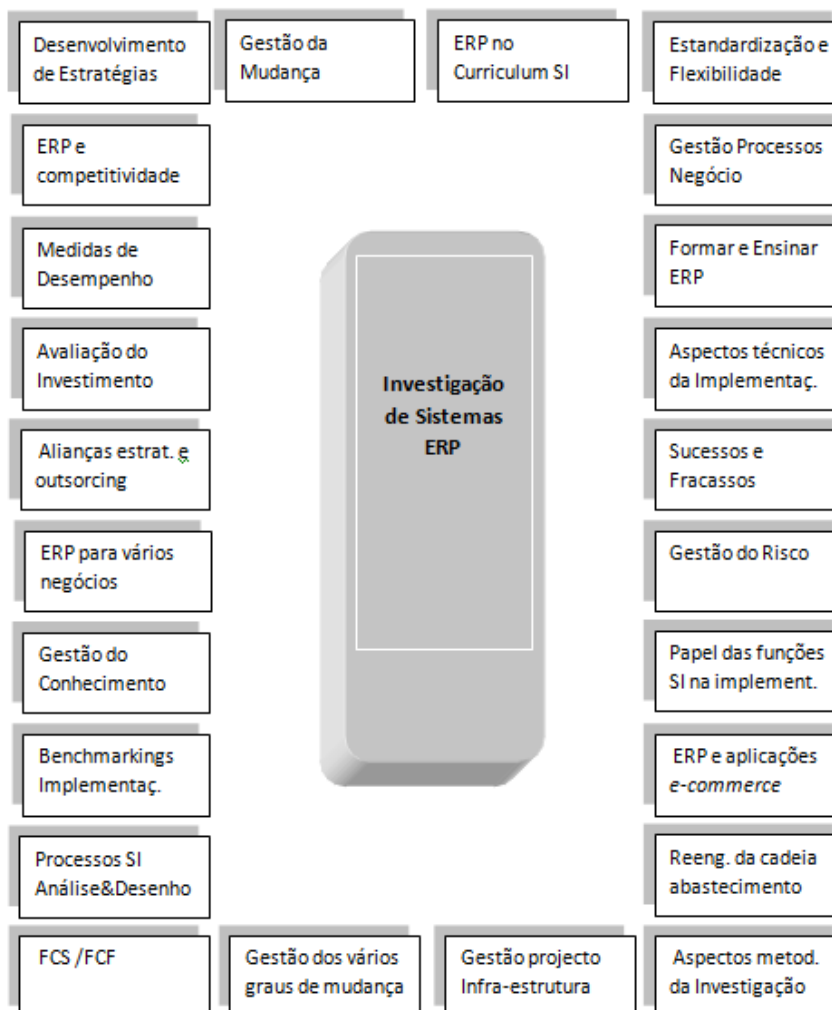 Desenvolvimento
de Estratégias
Gestão da
Mudança
ERP no
Curriculum SI
Estandardização e
Flexibilidade
ERP e
competitividade
Gestão Processos
Negócio
Medidas de
Desempenho
Formar e Ensinar
ERP
Avaliação do
Investimento
Investigação
de Sistemas
ERP
Aspectos técnicos
da Implementaç.
Alianças estrat. e
outsorcing
Sucessos e
Fracassos
ERP para vários
negócios
Gestão do Risco
Gestão do
Conhecimento
Papel das funções
SI na implement.
Benchmarkings
Implementaç.
ERP e aplicações
e-commerce
Processos SI
Análise&Desenho
Reeng. da cadeia
abastecimento
FCS /FCF
Gestão dos vários
graus de mudança
Gestão projecto
Infra-estrutura
Aspectos metod.
da Investigação